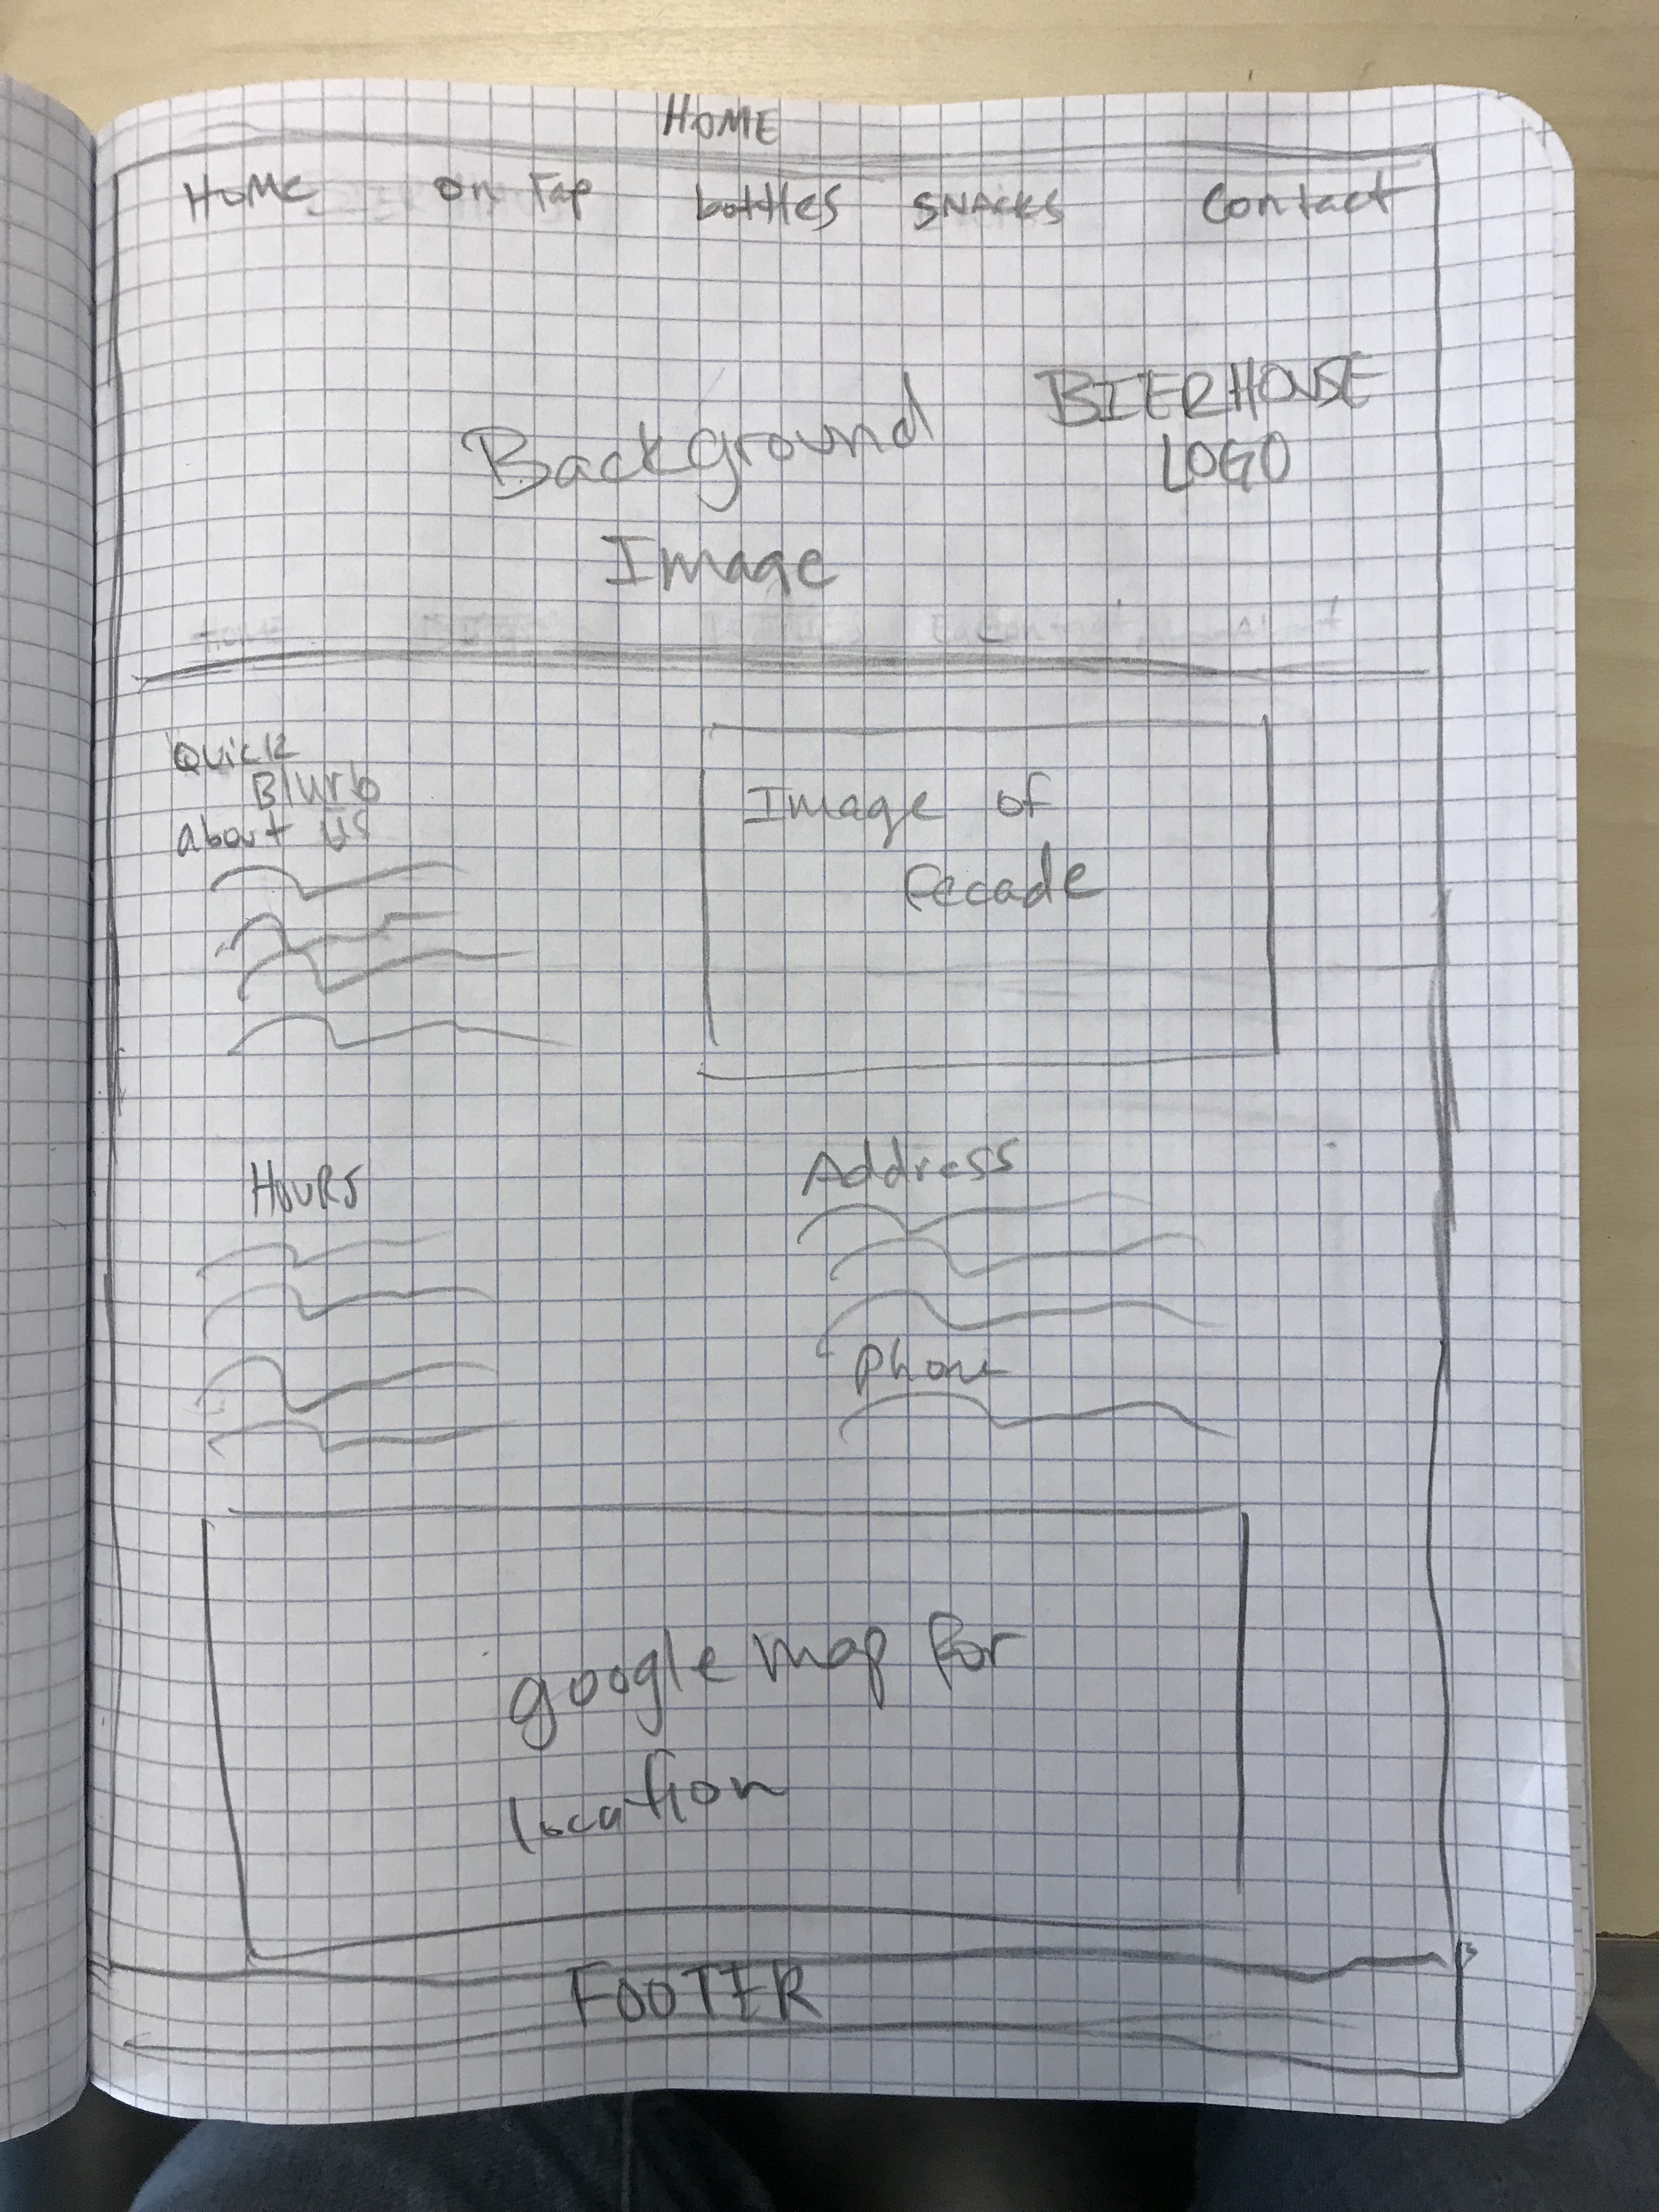 HOME
HOME on Tap bottles SNACKS Contact
BIERHOUSE
LOGO
Background
Image
Quick
Blurb
about us
Image of
fecade
HOURS
Address
phone
google map for
location
FOOTER